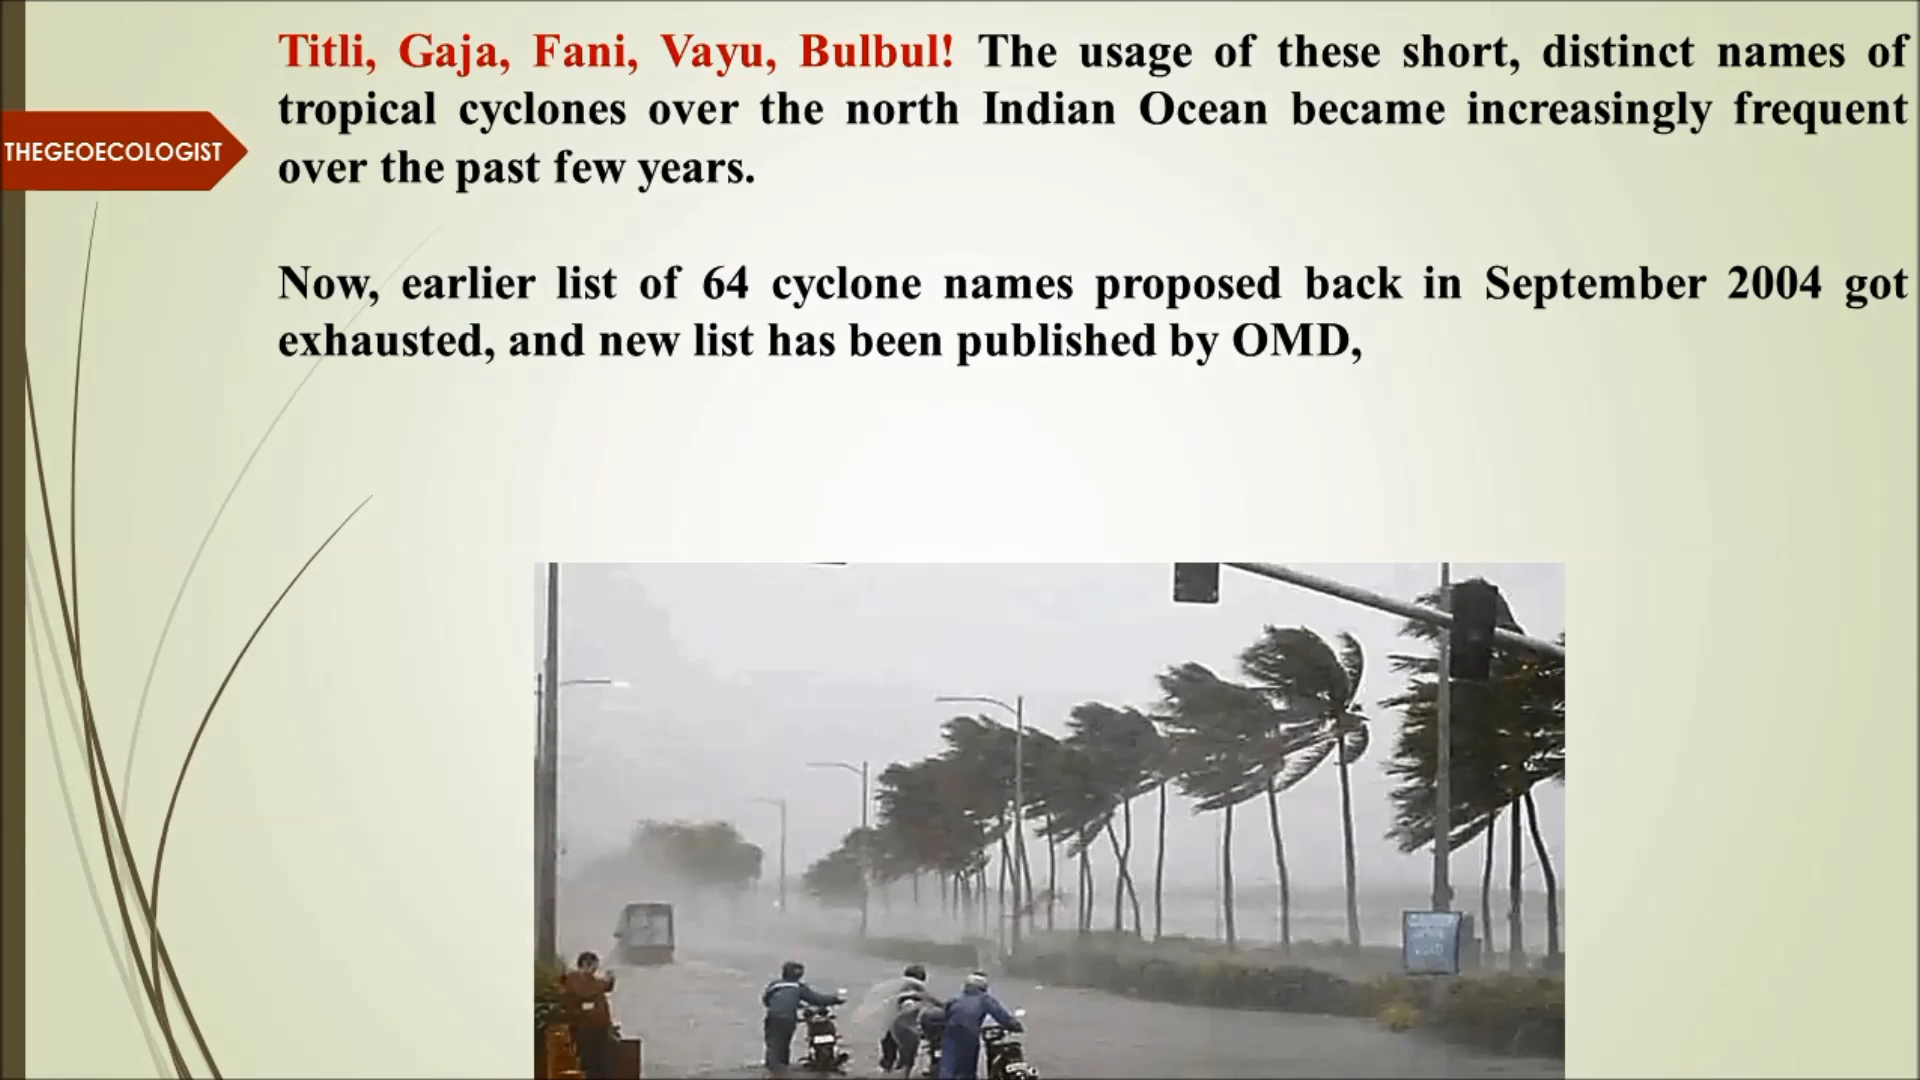 Titli, Gaja, Fani, Vayu, Bulbul! The usage of these short, distinct names of
tropical cyclones over the north Indian Ocean became increasingly frequent
over the past few years.
THEGEOECOLOGIST
Now, earlier list of 64 cyclone names proposed back in September 2004 got
exhausted, and new list has been published by OMD,